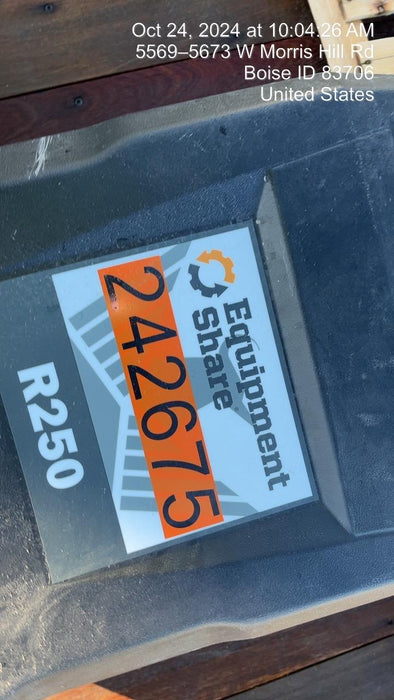 Oct 24, 2024 at 10:04:26 AM
5569–5673 W Morris Hill Rd
Boise ID 83706
United States
Equipment
Share
242675
R250